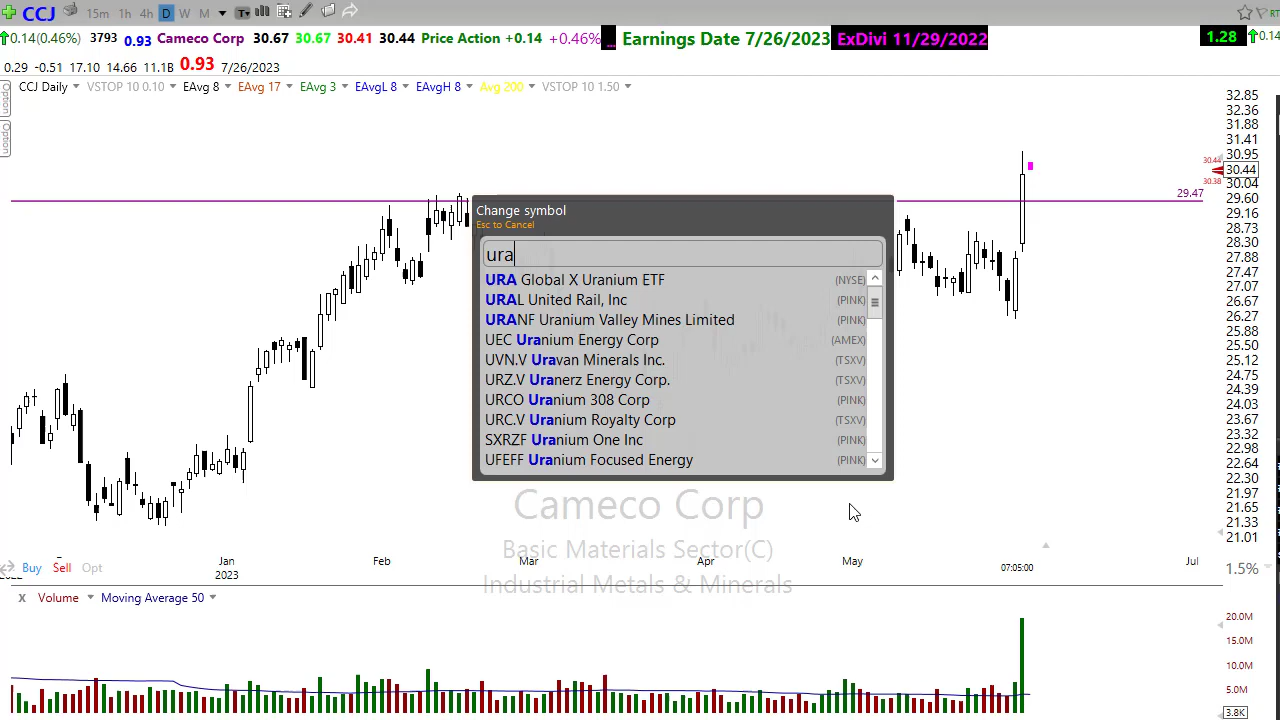 CCJ 15m 1h 4h D W M T RT
0.14(0.46%) 3793 0.93 Cameco Corp 30.67 30.67 30.41 30.44 Price Action +0.14 +0.46% ... Earnings Date 7/26/2023 ExDivi 11/29/2022 1.28 0.14
0.29 -0.51 17.10 14.66 11.1B 0.93 7/26/2023
CCJ Daily VSTOP 10 0.10 EAvg 8 EAvg 17 EAvg 3 EAvgL 8 EAvgH 8 Avg 200 VSTOP 10 1.50
Option
Option
32.85
32.36
31.88
31.41
30.95
30.44
30.44
30.38
30.04
29.47
29.60
29.16
28.73
28.30
27.88
27.47
27.07
26.67
26.27
25.88
25.50
25.12
24.75
24.39
24.03
23.67
23.32
22.98
22.64
22.30
21.97
21.65
21.33
21.01
Change symbol
Esc to Cancel
ura
URA Global X Uranium ETF (NYSE)
URAL United Rail, Inc (PINK)
URANF Uranium Valley Mines Limited (PINK)
UEC Uranium Energy Corp (AMEX)
UVN.V Uravan Minerals Inc. (TSXV)
URZ.V Uranerz Energy Corp. (TSXV)
URCO Uranium 308 Corp (PINK)
URC.V Uranium Royalty Corp (TSXV)
SXRZF Uranium One Inc (PINK)
UFEFF Uranium Focused Energy (PINK)
Cameco Corp
Basic Materials Sector(C)
Industrial Metals & Minerals
Jan Feb Mar Apr May 07:05:00 Jul
2023
Buy Sell Opt 1.5%
X Volume Moving Average 50
20.0M
15.0M
10.0M
5.0M
3.8K